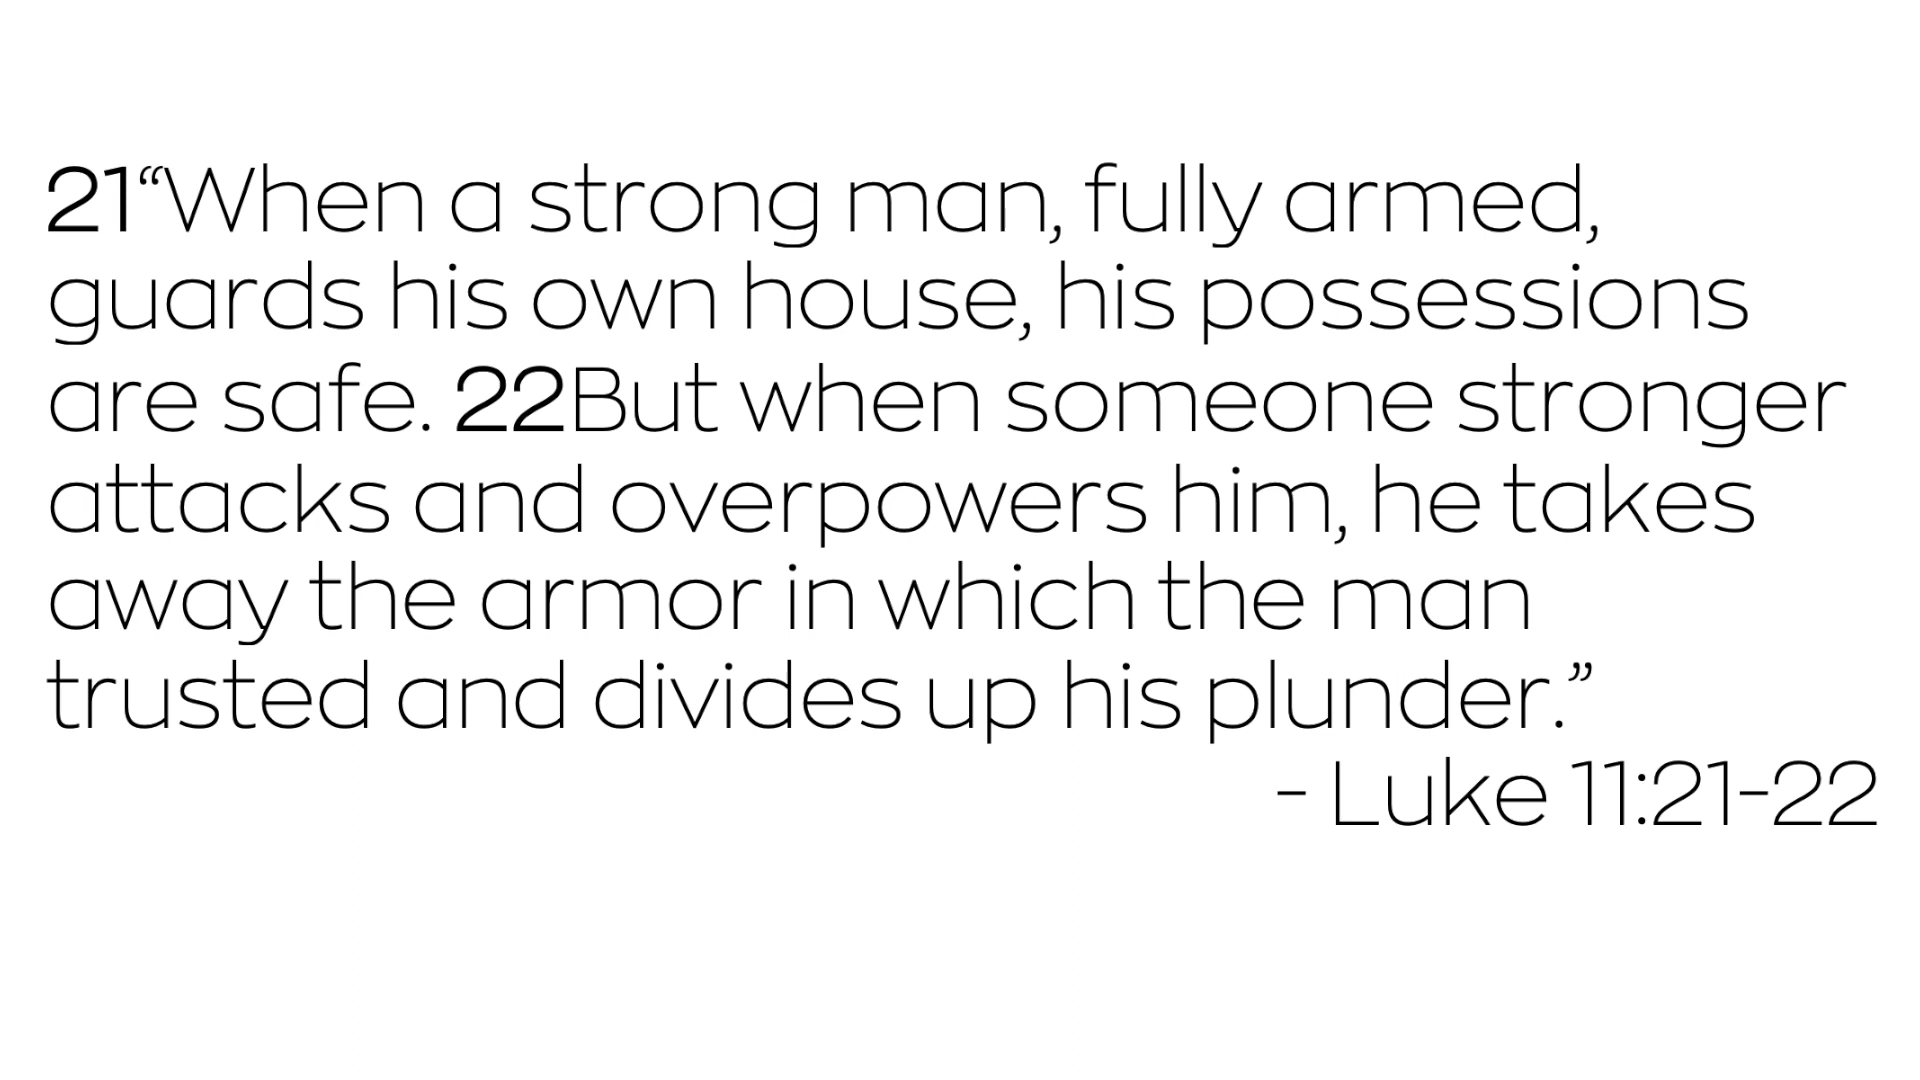 21“When a strong man, fully armed,
guards his own house, his possessions
are safe. 22But when someone stronger
attacks and overpowers him, he takes
away the armor in which the man
trusted and divides up his plunder.”
- Luke 11:21-22